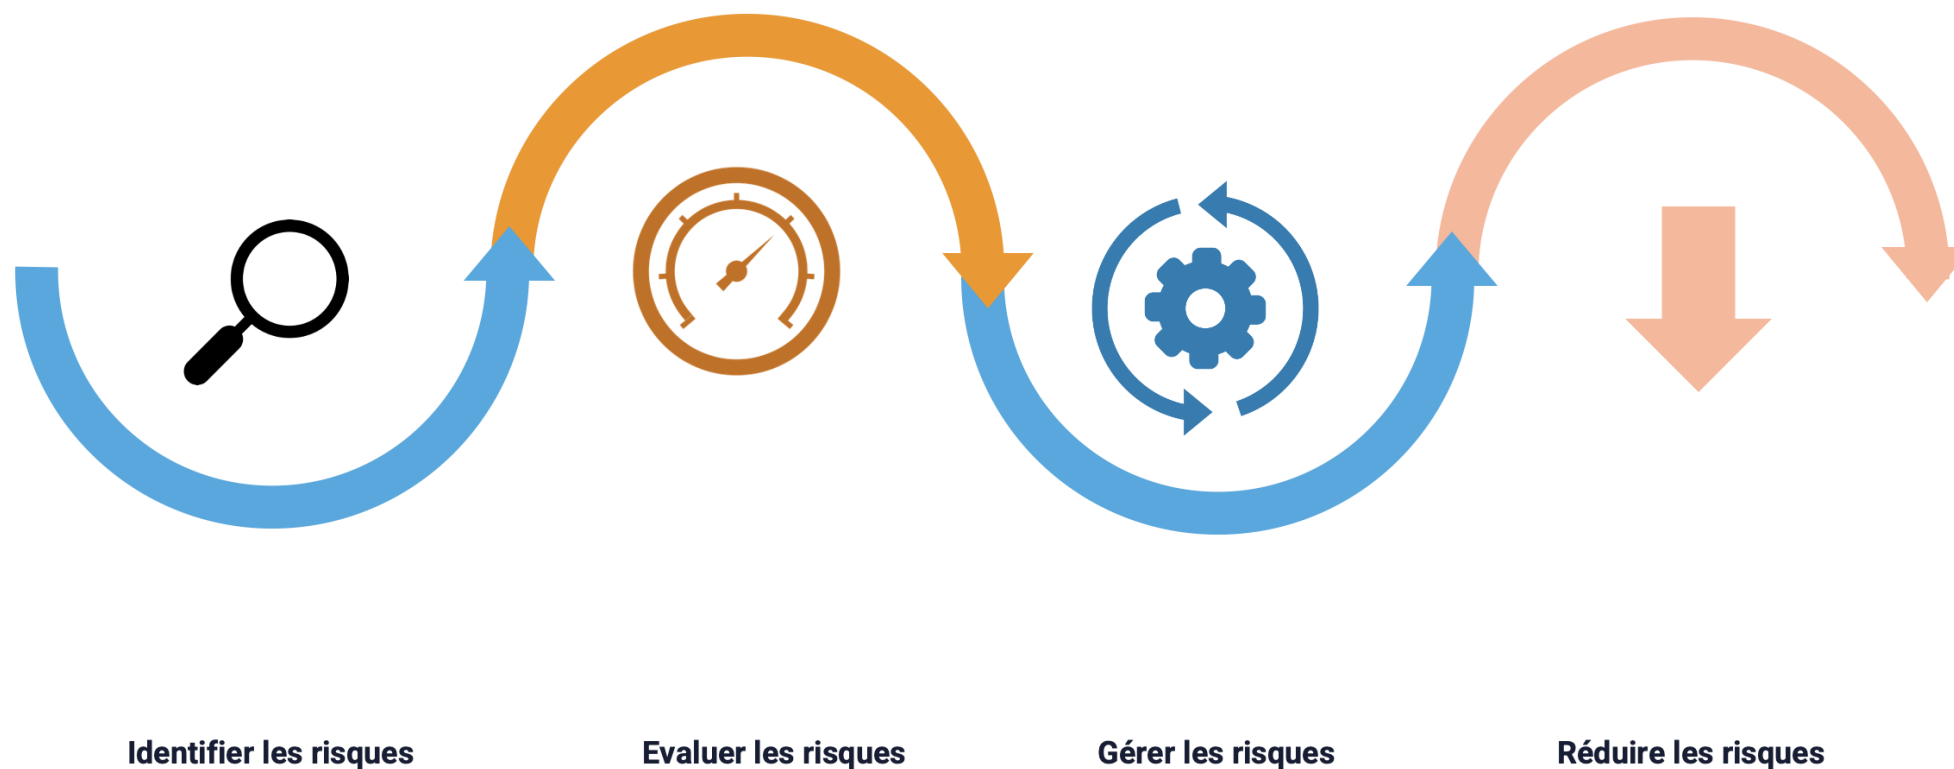 Identifier les risques
Evaluer les risques
Gérer les risques
Réduire les risques